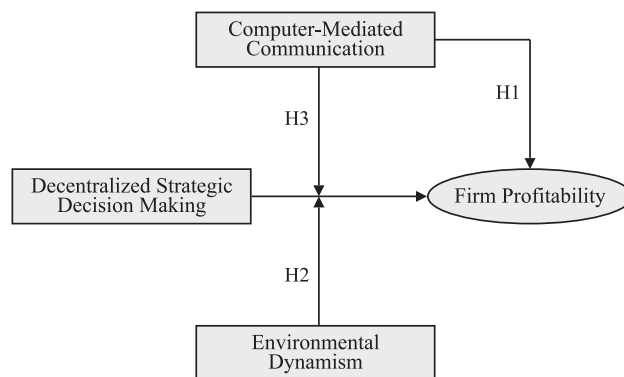 Computer-Mediated
Communication
H3
H1
Decentralized Strategic
Decision Making
Firm Profitability
H2
Environmental
Dynamism